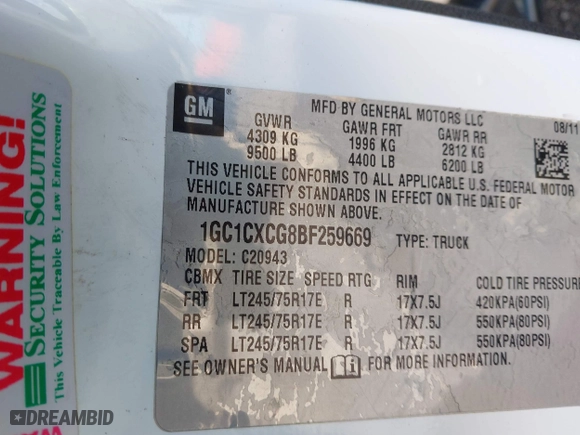 WARNING!
SECURITY SOLUTIONS
This Vehicle Traceable By Law Enforcement
GM
MFD BY GENERAL MOTORS LLC
08/11
GVWR GAWR FRT GAWR RR
4309 KG 1996 KG 2812 KG
9500 LB 4400 LB 6200 LB
THIS VEHICLE CONFORMS TO ALL APPLICABLE U.S. FEDERAL MOTOR
VEHICLE SAFETY STANDARDS IN EFFECT ON THE DATE OF
MANUFACTURE SHOWN ABOVE.
1GC1CXCG8BF259669 TYPE: TRUCK
MODEL: C20943
CBMX TIRE SIZE SPEED RTG RIM COLD TIRE PRESSURE
FRT LT245/75R17E R 17X7.5J 420KPA(60PSI)
RR LT245/75R17E R 17X7.5J 550KPA(80PSI)
SPA LT245/75R17E R 17X7.5J 550KPA(80PSI)
SEE OWNER'S MANUAL FOR MORE INFORMATION.
DREAMBID